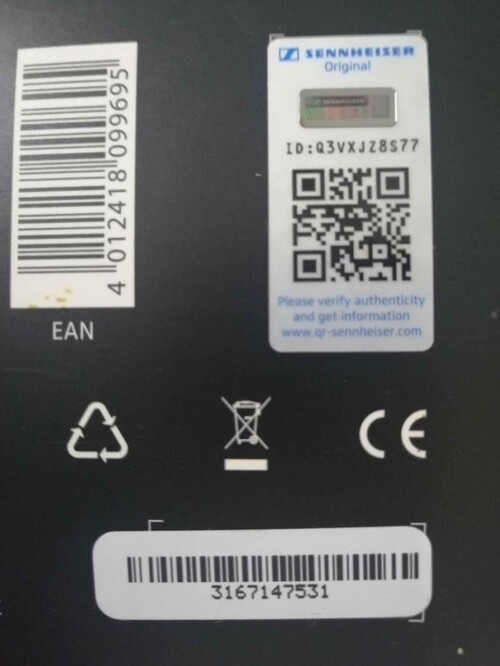 4 012418 099695
EAN
SENNHEISER
Original
SENNHEISER
ID:Q3VXJZ8S77
Please verify authenticity
and get information
www.qr-sennheiser.com
CE
3167147531